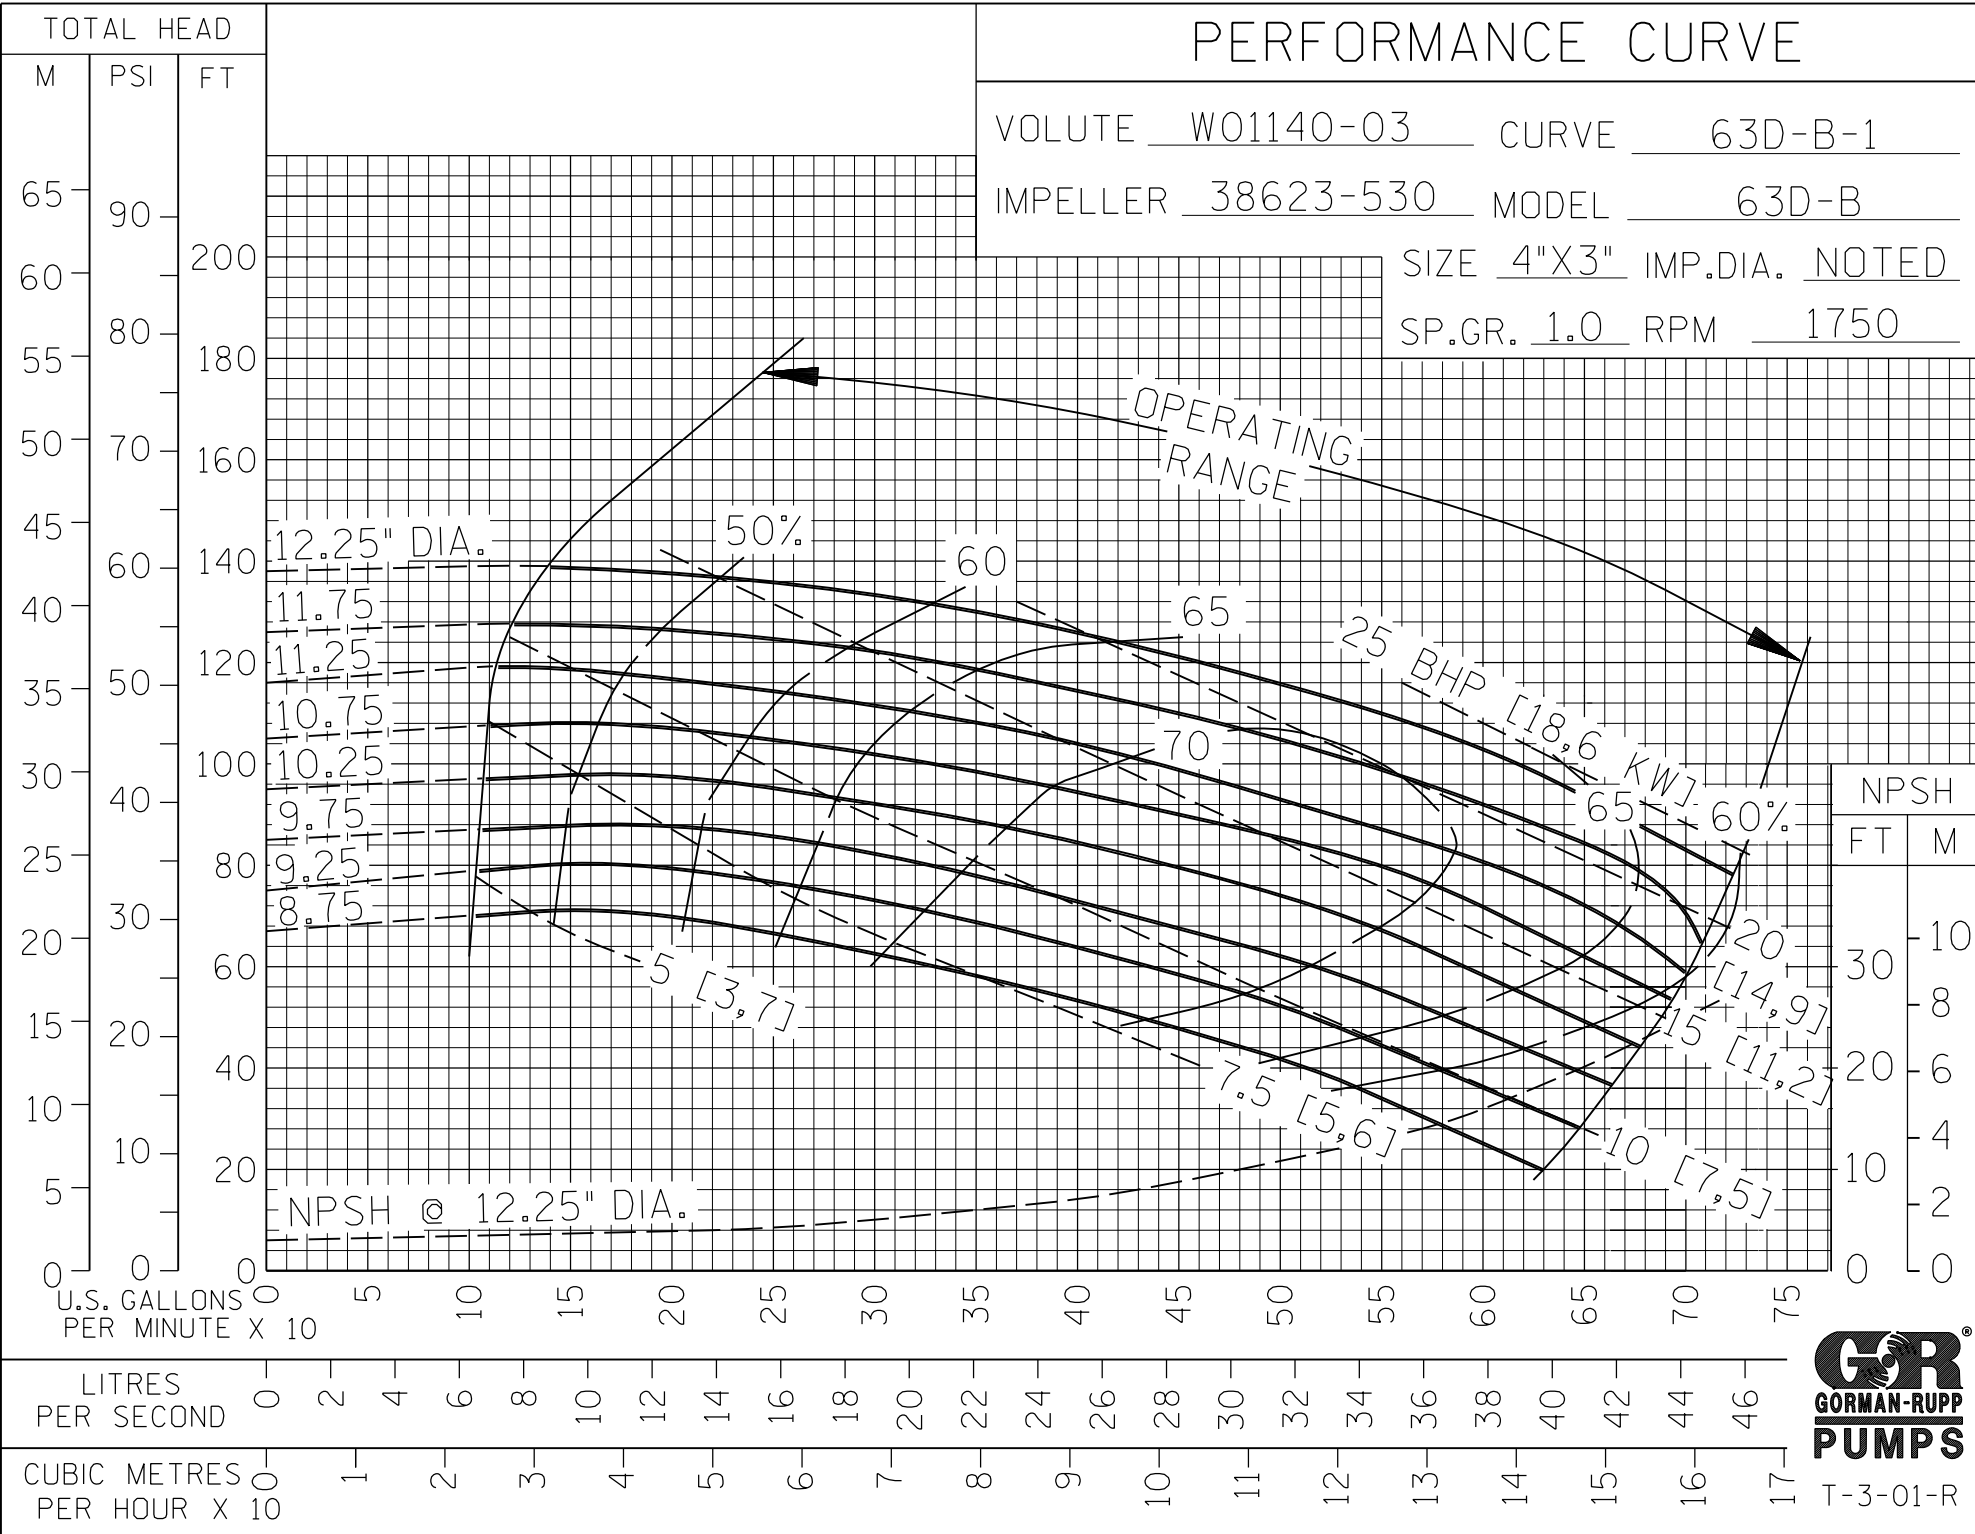 TOTAL HEAD
M PSI FT
PERFORMANCE CURVE
VOLUTE W01140-03 CURVE 63D-B-1
IMPELLER 38623-530 MODEL 63D-B
SIZE 4"X3" IMP.DIA. NOTED
SP.GR. 1.0 RPM 1750
65
60
55
50
45
40
35
30
25
20
15
10
5
0
90
80
70
60
50
40
30
20
10
0
200
180
160
140
120
100
80
60
40
20
0
OPERATING
RANGE
12.25" DIA.
11.75
11.25
10.75
10.25
9.75
9.25
8.75
50%
60
65
70
65
60%
25 BHP [18,6 KW]
20
[14,9]
15 [11,2]
10 [7,5]
7.5 [5,6]
5 [3,7]
NPSH @ 12.25" DIA.
NPSH
FT M
30
20
10
0
10
8
6
4
2
0
U.S. GALLONS
PER MINUTE X 10
0 5 10 15 20 25 30 35 40 45 50 55 60 65 70 75
LITRES
PER SECOND
0 2 4 6 8 10 12 14 16 18 20 22 24 26 28 30 32 34 36 38 40 42 44 46
CUBIC METRES
PER HOUR X 10
0 1 2 3 4 5 6 7 8 9 10 11 12 13 14 15 16 17
GR ®
GORMAN-RUPP
PUMPS
T-3-01-R